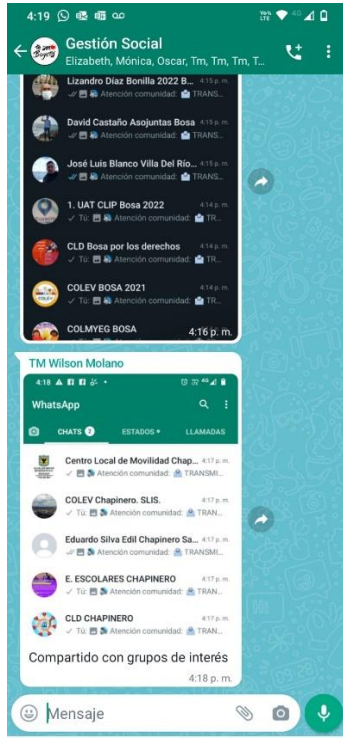 4:19
Gestión Social
Elizabeth, Mónica, Oscar, Tm, Tm, Tm, T...
Lizandro Díaz Bonilla 2022 B... 4:15 p. m.
Atención comunidad: TRANS...
David Castaño Asojuntas Bosa 4:15 p. m.
Atención comunidad: TRANS...
José Luis Blanco Villa Del Río... 4:15 p. m.
Atención comunidad: TRANS...
1. UAT CLIP Bosa 2022 4:14 p. m.
Tú: Atención comunidad: TR...
CLD Bosa por los derechos 4:14 p. m.
Tú: Atención comunidad: TR...
COLEV BOSA 2021 4:14 p. m.
Tú: Atención comunidad: TR...
COLMYEG BOSA
4:16 p. m.
TM Wilson Molano
4:18
WhatsApp
CHATS 2 ESTADOS LLAMADAS
Centro Local de Movilidad Chap... 4:17 p. m.
Atención comunidad: TRANSMI...
COLEV Chapinero. SLIS. 4:17 p. m.
Tú: Atención comunidad: TRAN...
Eduardo Silva Edil Chapinero Sa... 4:17 p. m.
Atención comunidad: TRANSMI...
E. ESCOLARES CHAPINERO 4:17 p. m.
Tú: Atención comunidad: TRAN...
CLD CHAPINERO 4:17 p. m.
Tú: Atención comunidad: TRAN...
Compartido con grupos de interés
4:18 p. m.
Mensaje